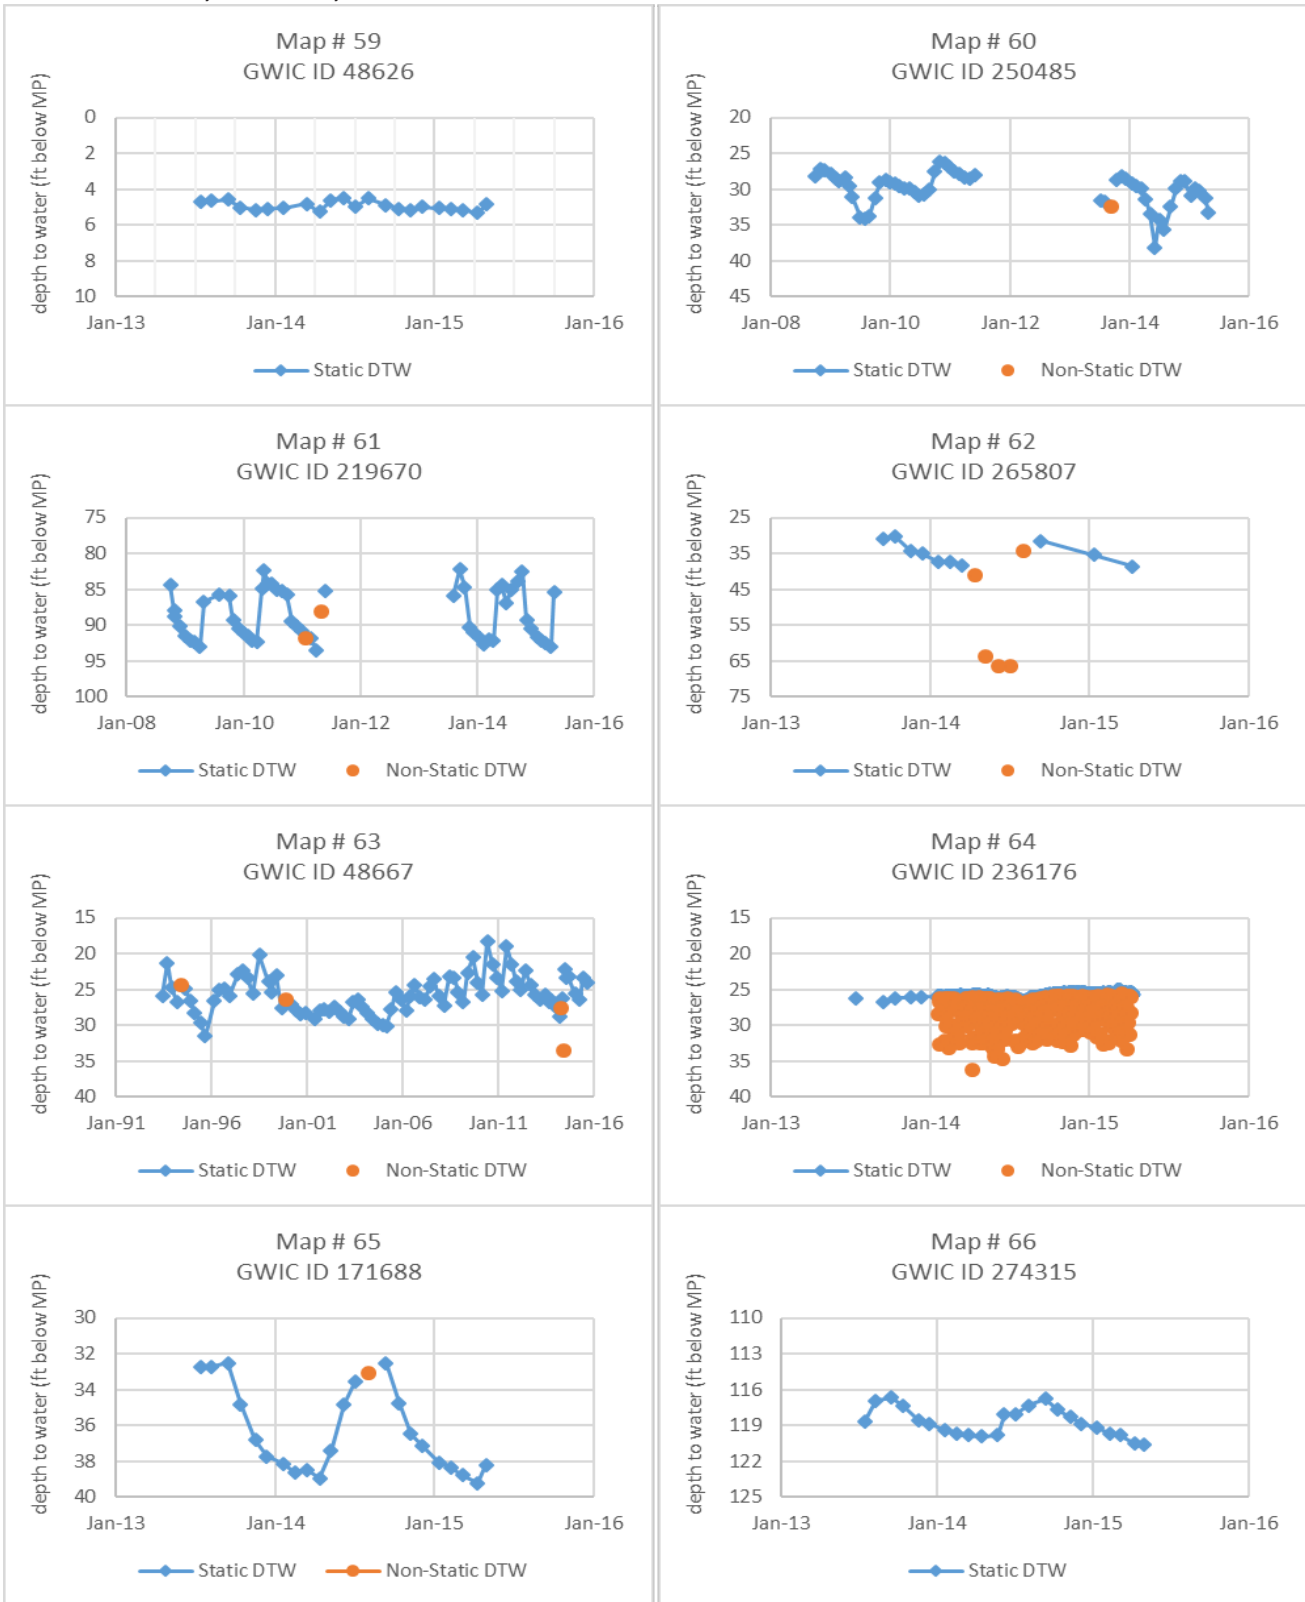 Map # 59
GWIC ID 48626
depth to water (ft below MP)
0
2
4
6
8
10
Jan-13 Jan-14 Jan-15 Jan-16
Static DTW
Map # 60
GWIC ID 250485
depth to water (ft below MP)
20
25
30
35
40
45
Jan-08 Jan-10 Jan-12 Jan-14 Jan-16
Static DTW Non-Static DTW
Map # 61
GWIC ID 219670
depth to water (ft below MP)
75
80
85
90
95
100
Jan-08 Jan-10 Jan-12 Jan-14 Jan-16
Static DTW Non-Static DTW
Map # 62
GWIC ID 265807
depth to water (ft below MP)
25
35
45
55
65
75
Jan-13 Jan-14 Jan-15 Jan-16
Static DTW Non-Static DTW
Map # 63
GWIC ID 48667
depth to water (ft below MP)
15
20
25
30
35
40
Jan-91 Jan-96 Jan-01 Jan-06 Jan-11 Jan-16
Static DTW Non-Static DTW
Map # 64
GWIC ID 236176
depth to water (ft below MP)
15
20
25
30
35
40
Jan-13 Jan-14 Jan-15 Jan-16
Static DTW Non-Static DTW
Map # 65
GWIC ID 171688
depth to water (ft below MP)
30
32
34
36
38
40
Jan-13 Jan-14 Jan-15 Jan-16
Static DTW Non-Static DTW
Map # 66
GWIC ID 274315
depth to water (ft below MP)
110
113
116
119
122
125
Jan-13 Jan-14 Jan-15 Jan-16
Static DTW